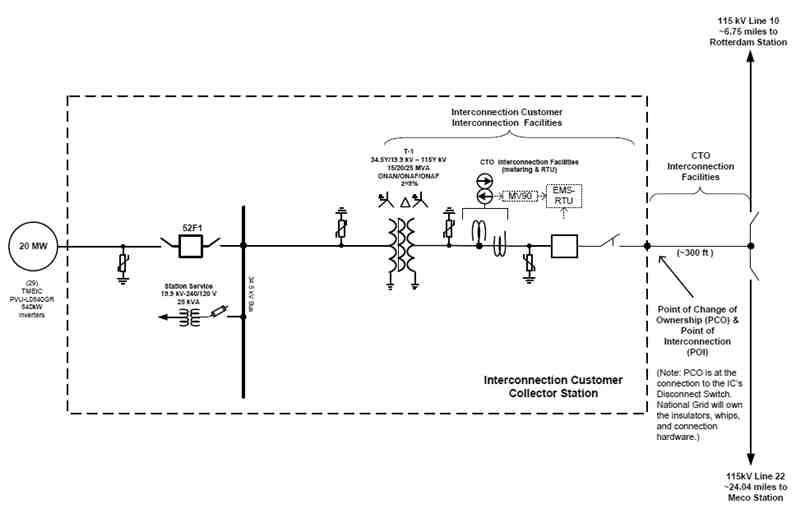 115 kV Line 10
~6.75 miles to
Rotterdam Station
Interconnection Customer
Interconnection Facilities
T-1
34.5Y/19.9 kV – 115Y kV
15/20/25 MVA
ONAN/ONAF/ONAF
z=9%
CTO Interconnection Facilities
(metering & RTU)
MV90
EMS-
RTU
CTO
Interconnection
Facilities
20 MW
52F1
(~300 ft )
(29)
TMEIC
PVU-L0840GR
840kW
Inverters
Station Service
19.9 kV-240/120 V
25 kVA
34.5 kV Bus
Point of Change of
Ownership (PCO) &
Point of
Interconnection
(POI)
(Note: PCO is at the
connection to the IC's
Disconnect Switch.
National Grid will own
the insulators, whips,
and connection
hardware.)
Interconnection Customer
Collector Station
115kV Line 22
~24.04 miles to
Meco Station